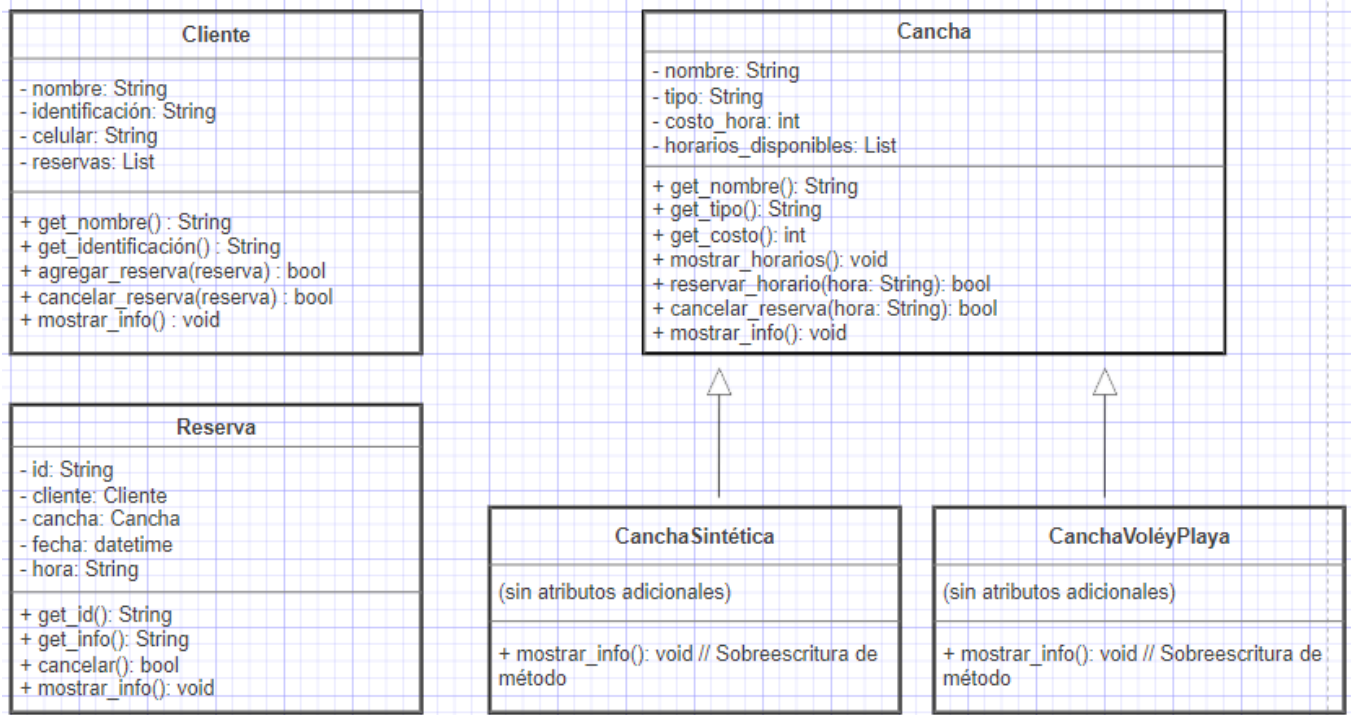 Cliente
- nombre: String
- identificación: String
- celular: String
- reservas: List
+ get_nombre() : String
+ get_identificación() : String
+ agregar_reserva(reserva) : bool
+ cancelar_reserva(reserva) : bool
+ mostrar_info() : void
Cancha
- nombre: String
- tipo: String
- costo_hora: int
- horarios_disponibles: List
+ get_nombre(): String
+ get_tipo(): String
+ get_costo(): int
+ mostrar_horarios(): void
+ reservar_horario(hora: String): bool
+ cancelar_reserva(hora: String): bool
+ mostrar_info(): void
Reserva
- id: String
- cliente: Cliente
- cancha: Cancha
- fecha: datetime
- hora: String
+ get_id(): String
+ get_info(): String
+ cancelar(): bool
+ mostrar_info(): void
CanchaSintética
(sin atributos adicionales)
+ mostrar_info(): void // Sobreescritura de
método
CanchaVoléyPlaya
(sin atributos adicionales)
+ mostrar_info(): void // Sobreescritura de
método